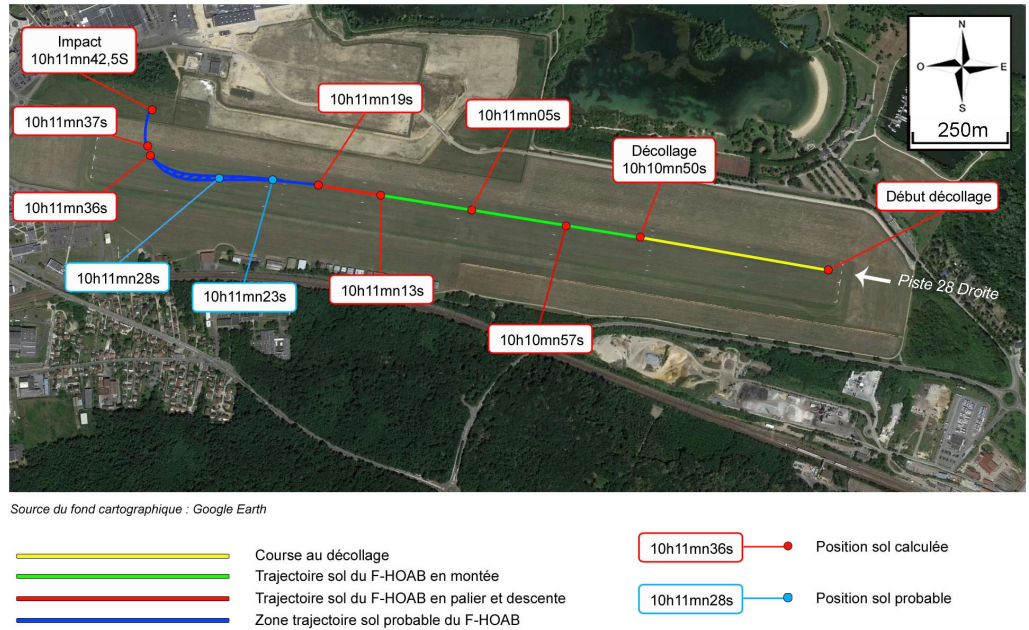 Impact
10h11mn42,5S
10h11mn37s
10h11mn36s
10h11mn28s
10h11mn23s
10h11mn19s
10h11mn13s
10h11mn05s
10h10mn57s
Décollage
10h10mn50s
Début décollage
Piste 28 Droite
N
O
E
S
250m
Source du fond cartographique : Google Earth
Course au décollage
Trajectoire sol du F-HOAB en montée
Trajectoire sol du F-HOAB en palier et descente
Zone trajectoire sol probable du F-HOAB
10h11mn36s
Position sol calculée
10h11mn28s
Position sol probable